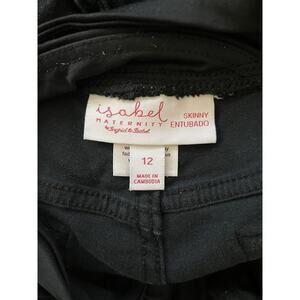 isabel
MATERNITY
by Ingrid & Isabel
SKINNY
ENTUBADO
12
MADE IN
CAMBODIA